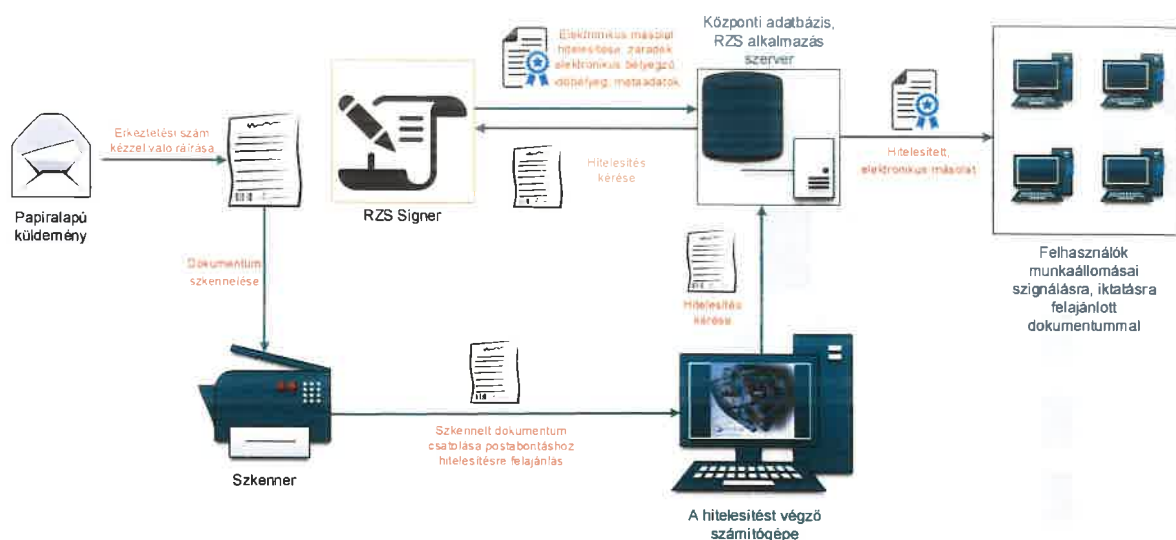 Elektronikus másolat
hitelesítése, záradék
elektronikus bélyegző
időbélyeg, metaadatok
Központi adatbázis,
RZS alkalmazás
szerver
Érkeztetési szám
kézzel való ráírása
Papíralapú
küldemény
RZS Signer
Hitelesítés
kérése
Hitelesített,
elektronikus másolat
Dokumentum
szkennelése
Hitelesítés
kérése
Felhasználók
munkaállomásai
szignálásra, iktatásra
felajánlott
dokumentummal
Szkenner
Szkennelt dokumentum
csatolása postabontáshoz
hitelesítésre felajánlás
A hitelesítést végző
számítógépe